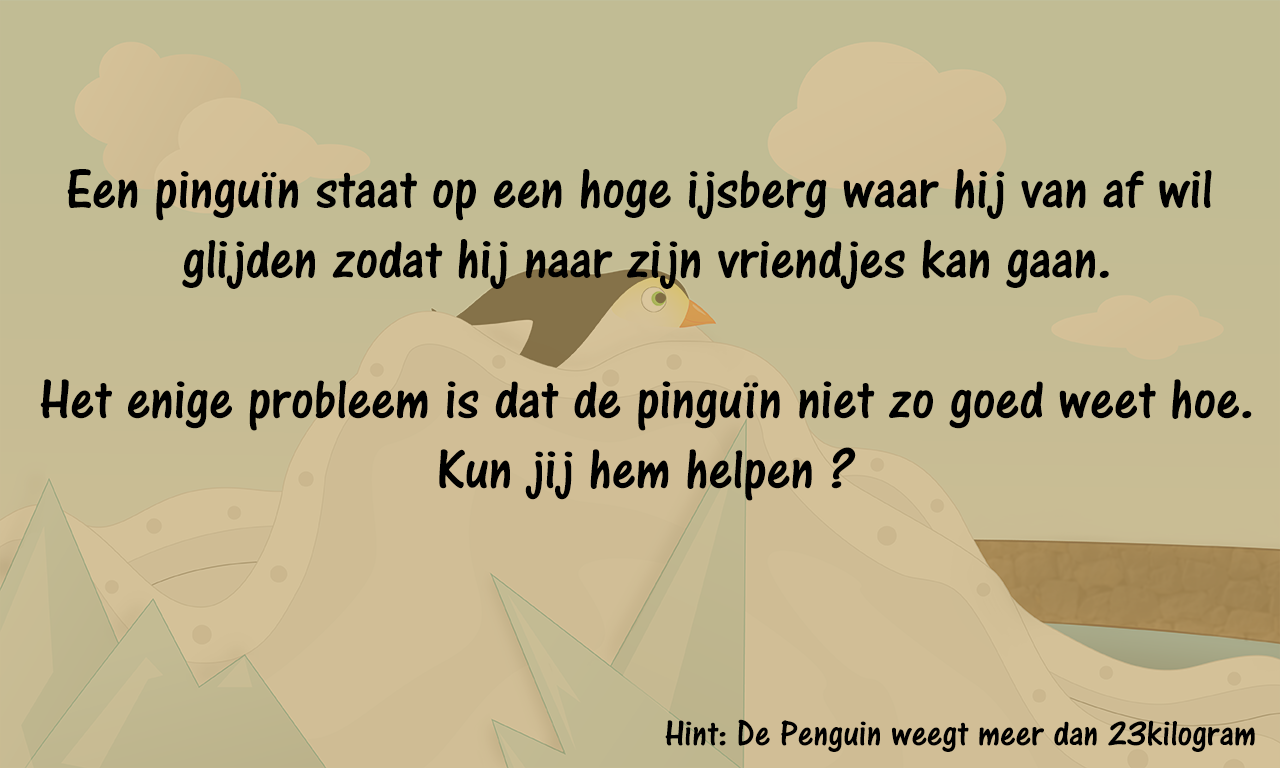 Een pinguïn staat op een hoge ijsberg waar hij van af wil
glijden zodat hij naar zijn vriendjes kan gaan.
Het enige probleem is dat de pinguïn niet zo goed weet hoe.
Kun jij hem helpen ?
Hint: De Penguin weegt meer dan 23kilogram